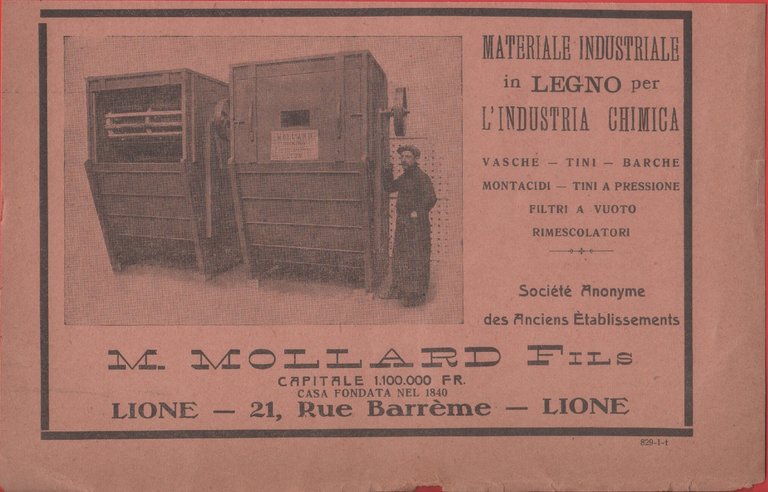 MATERIALE INDUSTRIALE
in LEGNO per
L'INDUSTRIA CHIMICA
VASCHE — TINI — BARCHE
MONTACIDI — TINI A PRESSIONE
FILTRI A VUOTO
RIMESCOLATORI
Société Anonyme
des Anciens Établissements
MOLLARD
M. MOLLARD FILS
CAPITALE 1.100.000 FR.
CASA FONDATA NEL 1840
LIONE — 21, Rue Barrème — LIONE
829-1-t